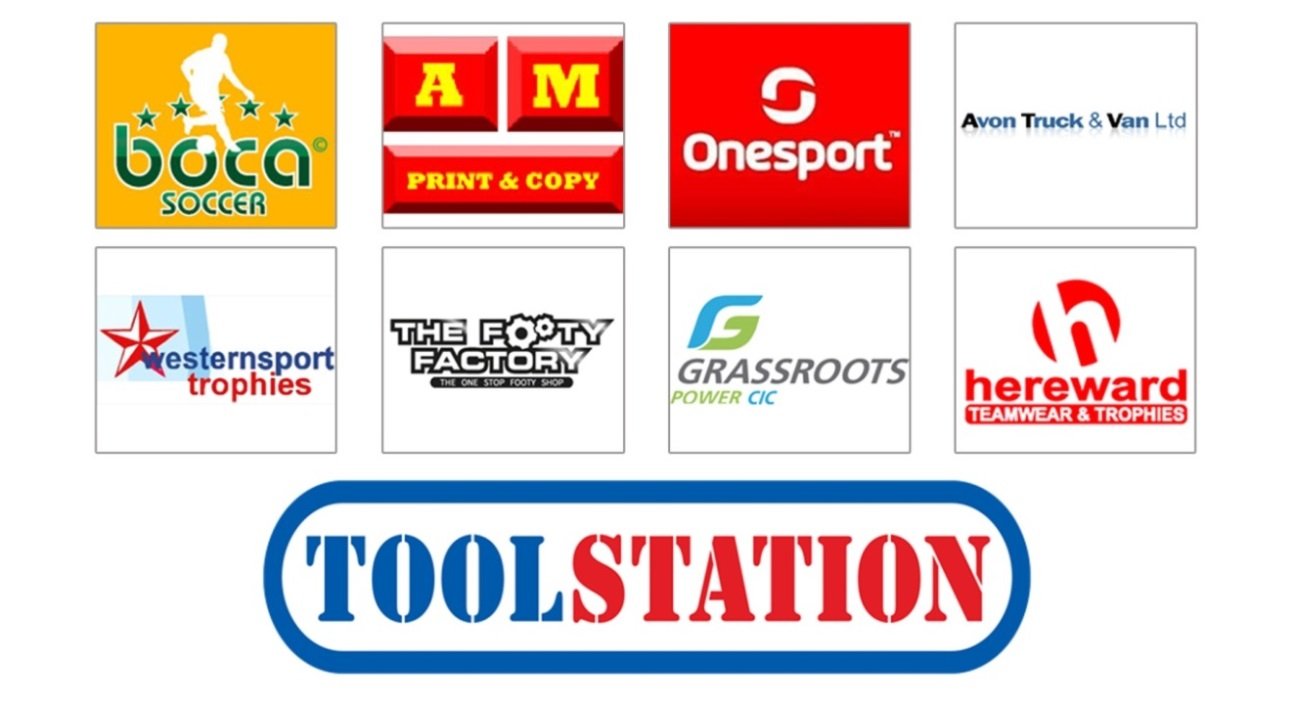 boca©
SOCCER
A M
PRINT & COPY
Onesport™
Avon Truck & Van Ltd
westernsport
trophies
THE FOOTY
FACTORY
THE ONE STOP FOOTY SHOP
GRASSROOTS
POWER CIC
h
hereward
TEAMWEAR & TROPHIES
TOOLSTATION